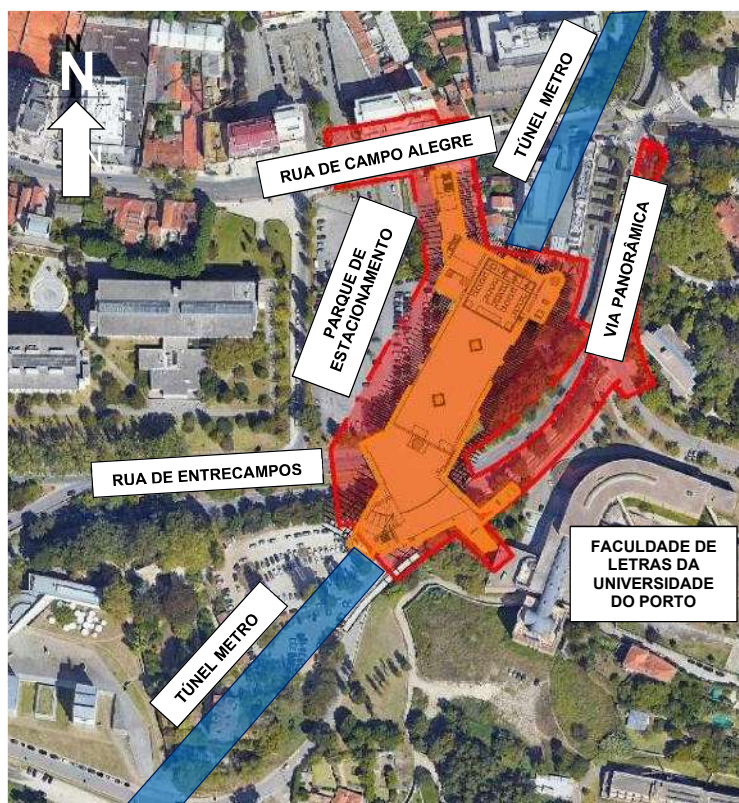 N
TÚNEL METRO
RUA DE CAMPO ALEGRE
PARQUE DE
ESTACIONAMENTO
VIA PANORÂMICA
RUA DE ENTRECAMPOS
FACULDADE DE
LETRAS DA
UNIVERSIDADE
DO PORTO
TÚNEL METRO